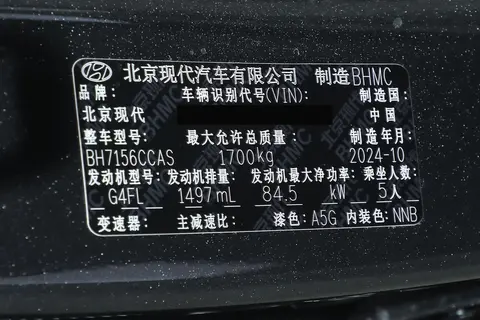 北京现代汽车有限公司 制造 BHMC
品牌： 车辆识别代号(VIN)： 制造国：
北京现代 中国
整车型号： 最大允许总质量： 制造年月：
BH7156CCAS 1700kg 2024-10
发动机型号： 发动机排量： 发动机最大净功率： 乘坐人数：
G4FL 1497mL 84.5 kW 5人
变速器： 主减速比： 漆色：A5G 内装色：NNB